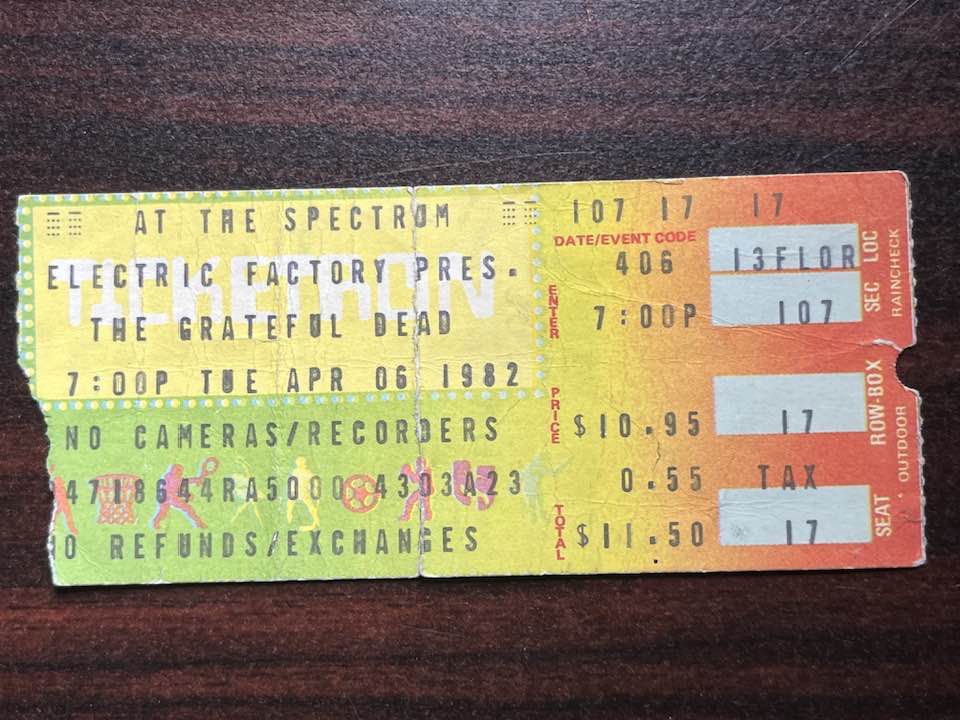 AT THE SPECTRUM
ELECTRIC FACTORY PRES.
TICKETRON
THE GRATEFUL DEAD
7:00P TUE APR 06 1982
NO CAMERAS/RECORDERS
4718644RA5000 4303A23
O REFUNDS/EXCHANGES
107 17 17
DATE/EVENT CODE
406 13FLOR
ENTER
7:00P 107
PRICE
$10.95 17
0.55 TAX
TOTAL
$11.50 17
SEC LOC
ROW-BOX
SEAT
RAINCHECK
OUTDOOR